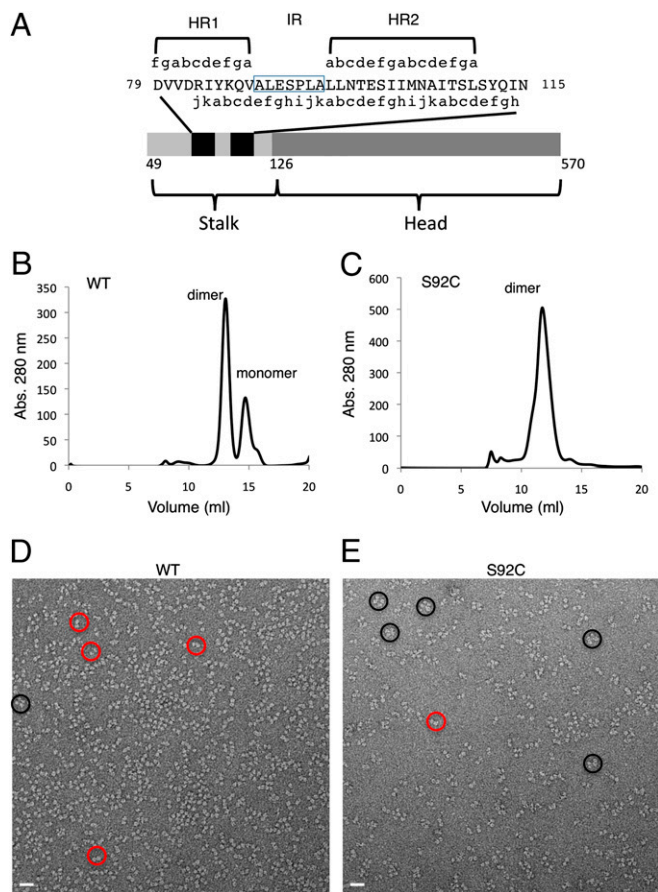 A
HR1 IR HR2
fgabcdefga abcdefgabcdefga
79 DVVDRIYKQVALESPLALLNTESIIMNAITSLSYQIN 115
jkabcdefghijkabcdefghijkabcdefgh
49 126 570
Stalk Head
B WT
dimer
monomer
Abs. 280 nm
350
300
250
200
150
100
50
0
0 5 10 15 20
Volume (ml)
C S92C
dimer
Abs. 280 nm
600
500
400
300
200
100
0
0 5 10 15 20
Volume (ml)
D WT
E S92C